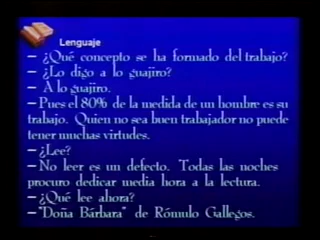 Lenguaje
– ¿Qué concepto se ha formado del trabajo?
– ¿Lo digo a lo guajiro?
– A lo guajiro.
– Pues el 80% de la medida de un hombre es su
trabajo. Quien no sea buen trabajador no puede
tener muchas virtudes.
– ¿Lee?
– No leer es un defecto. Todas las noches
procuro dedicar media hora a la lectura.
– ¿Qué lee ahora?
– "Doña Bárbara" de Rómulo Gallegos.